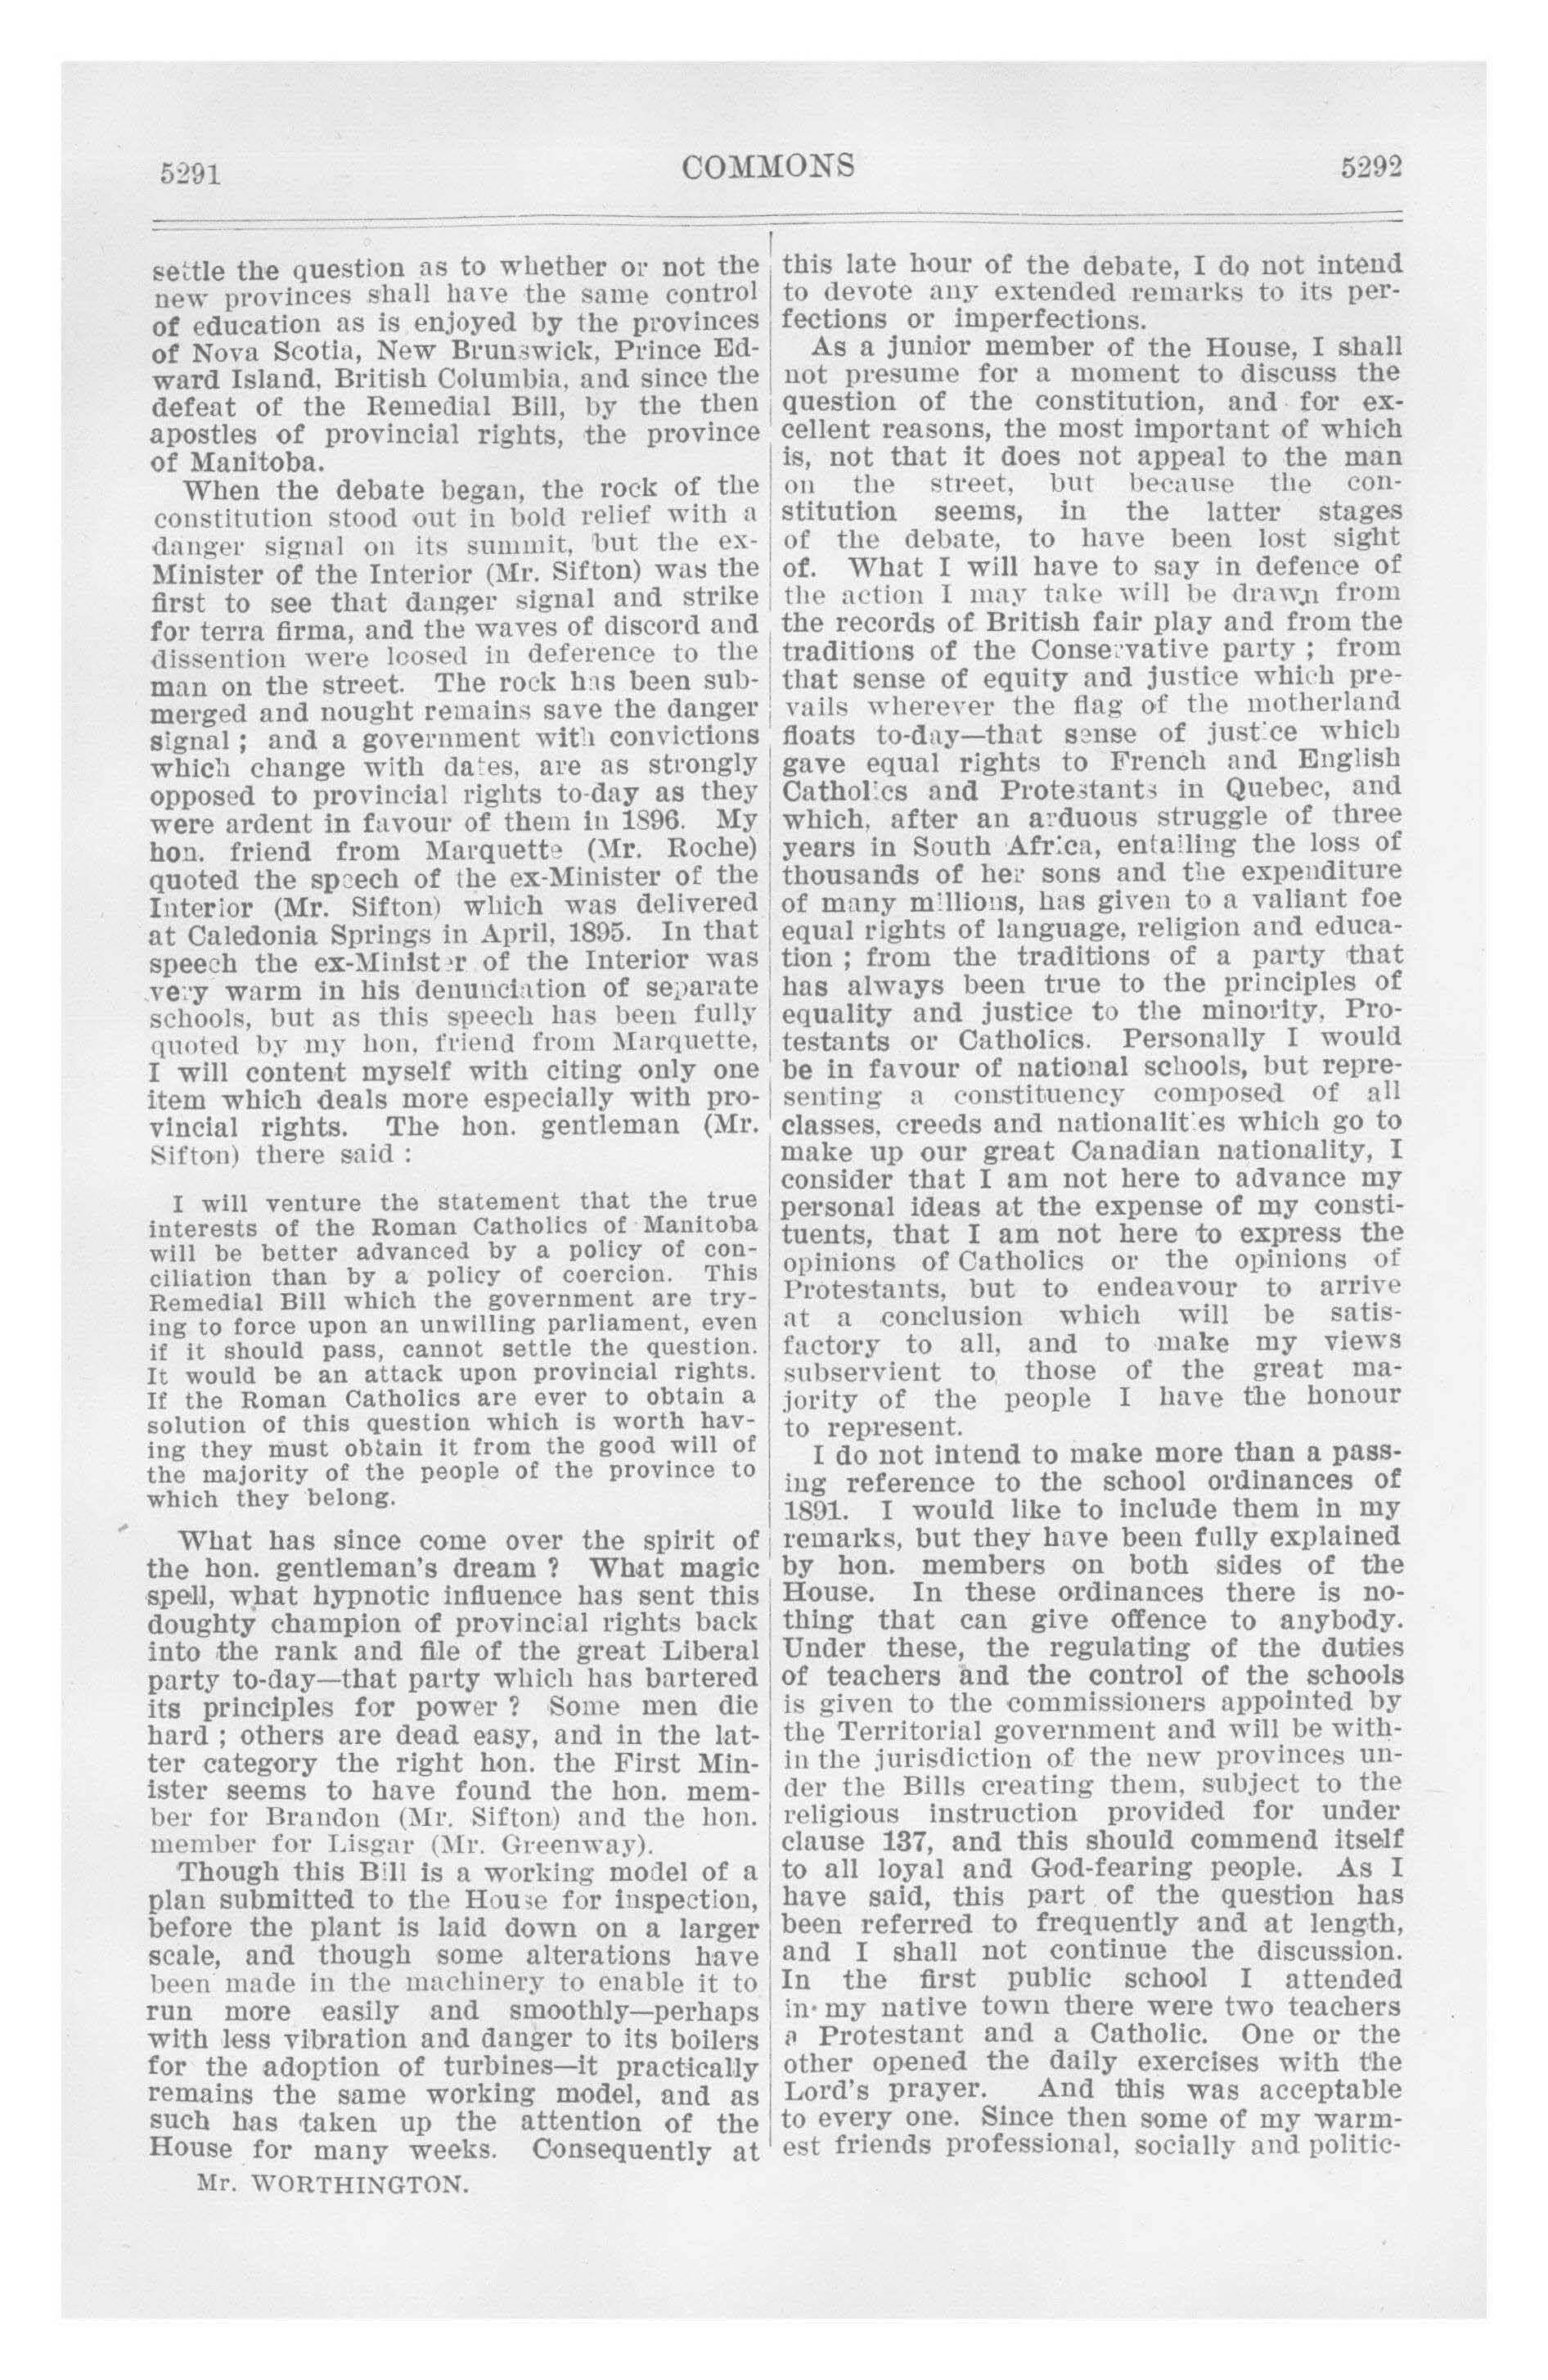 5291
COMMONS
5292
settle the question as to whether or not the
new provinces shall have the same control
of education as is enjoyed by the provinces
of Nova Scotia, New Brunswick, Prince Ed-
ward Island, British Columbia, and since the
defeat of the Remedial Bill, by the then
apostles of provincial rights, the province
of Manitoba.
When the debate began, the rock of the
constitution stood out in bold relief with a
danger signal on its summit, but the ex-
Minister of the Interior (Mr. Sifton) was the
first to see that danger signal and strike
for terra firma, and the waves of discord and
dissention were loosed in deference to the
man on the street. The rock has been sub-
merged and nought remains save the danger
signal ; and a government with convictions
which change with dates, are as strongly
opposed to provincial rights to-day as they
were ardent in favour of them in 1896. My
hon. friend from Marquette (Mr. Roche)
quoted the speech of the ex-Minister of the
Interior (Mr. Sifton) which was delivered
at Caledonia Springs in April, 1895. In that
speech the ex-Minister of the Interior was
very warm in his denunciation of separate
schools, but as this speech has been fully
quoted by my hon, friend from Marquette,
I will content myself with citing only one
item which deals more especially with pro-
vincial rights. The hon. gentleman (Mr.
Sifton) there said :
I will venture the statement that the true
interests of the Roman Catholics of Manitoba
will be better advanced by a policy of con-
ciliation than by a policy of coercion. This
Remedial Bill which the government are try-
ing to force upon an unwilling parliament, even
if it should pass, cannot settle the question.
It would be an attack upon provincial rights.
If the Roman Catholics are ever to obtain a
solution of this question which is worth hav-
ing they must obtain it from the good will of
the majority of the people of the province to
which they belong.
What has since come over the spirit of
the hon. gentleman's dream ? What magic
spell, what hypnotic influence has sent this
doughty champion of provincial rights back
into the rank and file of the great Liberal
party to-day—that party which has bartered
its principles for power ? Some men die
hard ; others are dead easy, and in the lat-
ter category the right hon. the First Min-
ister seems to have found the hon. mem-
ber for Brandon (Mr. Sifton) and the hon.
member for Lisgar (Mr. Greenway).
Though this Bill is a working model of a
plan submitted to the House for inspection,
before the plant is laid down on a larger
scale, and though some alterations have
been made in the machinery to enable it to
run more easily and smoothly—perhaps
with less vibration and danger to its boilers
for the adoption of turbines—it practically
remains the same working model, and as
such has taken up the attention of the
House for many weeks. Consequently at
Mr. WORTHINGTON.
this late hour of the debate, I do not intend
to devote any extended remarks to its per-
fections or imperfections.
As a junior member of the House, I shall
not presume for a moment to discuss the
question of the constitution, and for ex-
cellent reasons, the most important of which
is, not that it does not appeal to the man
on the street, but because the con-
stitution seems, in the latter stages
of the debate, to have been lost sight
of. What I will have to say in defence of
the action I may take will be drawn from
the records of British fair play and from the
traditions of the Conservative party ; from
that sense of equity and justice which pre-
vails wherever the flag of the motherland
floats to-day—that sense of justice which
gave equal rights to French and English
Catholics and Protestants in Quebec, and
which, after an arduous struggle of three
years in South Africa, entailing the loss of
thousands of her sons and the expenditure
of many millions, has given to a valiant foe
equal rights of language, religion and educa-
tion ; from the traditions of a party that
has always been true to the principles of
equality and justice to the minority, Pro-
testants or Catholics. Personally I would
be in favour of national schools, but repre-
senting a constituency composed of all
classes, creeds and nationalities which go to
make up our great Canadian nationality, I
consider that I am not here to advance my
personal ideas at the expense of my consti-
tuents, that I am not here to express the
opinions of Catholics or the opinions of
Protestants, but to endeavour to arrive
at a conclusion which will be satis-
factory to all, and to make my views
subservient to those of the great ma-
jority of the people I have the honour
to represent.
I do not intend to make more than a pass-
ing reference to the school ordinances of
1891. I would like to include them in my
remarks, but they have been fully explained
by hon. members on both sides of the
House. In these ordinances there is no-
thing that can give offence to anybody.
Under these, the regulating of the duties
of teachers and the control of the schools
is given to the commissioners appointed by
the Territorial government and will be with-
in the jurisdiction of the new provinces un-
der the Bills creating them, subject to the
religious instruction provided for under
clause 137, and this should commend itself
to all loyal and God-fearing people. As I
have said, this part of the question has
been referred to frequently and at length,
and I shall not continue the discussion.
In the first public school I attended
in my native town there were two teachers
a Protestant and a Catholic. One or the
other opened the daily exercises with the
Lord's prayer. And this was acceptable
to every one. Since then some of my warm-
est friends professional, socially and politic-